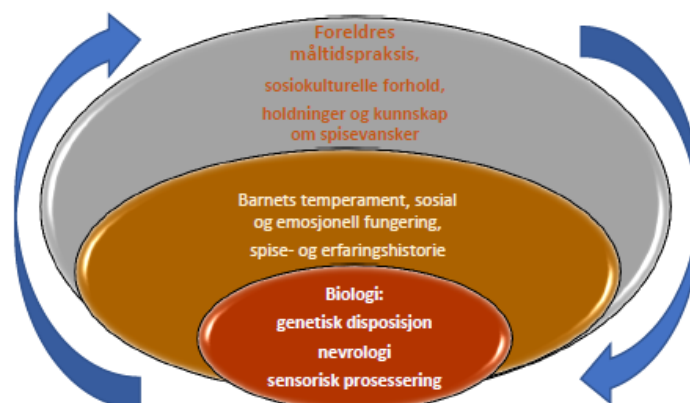 Foreldres
måltidspraksis,
sosiokulturelle forhold,
holdninger og kunnskap
om spisevansker
Barnets temperament, sosial
og emosjonell fungering,
spise- og erfaringshistorie
Biologi:
genetisk disposisjon
nevrologi
sensorisk prosessering